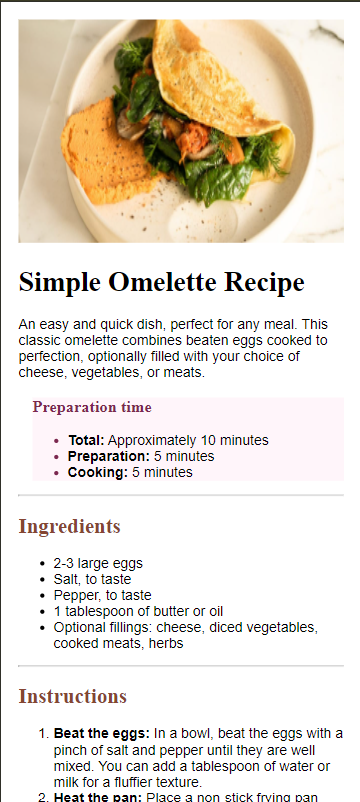 Simple Omelette Recipe
An easy and quick dish, perfect for any meal. This
classic omelette combines beaten eggs cooked to
perfection, optionally filled with your choice of
cheese, vegetables, or meats.
Preparation time
• Total: Approximately 10 minutes
• Preparation: 5 minutes
• Cooking: 5 minutes
Ingredients
• 2-3 large eggs
• Salt, to taste
• Pepper, to taste
• 1 tablespoon of butter or oil
• Optional fillings: cheese, diced vegetables,
cooked meats, herbs
Instructions
1. Beat the eggs: In a bowl, beat the eggs with a
pinch of salt and pepper until they are well
mixed. You can add a tablespoon of water or
milk for a fluffier texture.
2. Heat the pan: Place a non stick frying pan